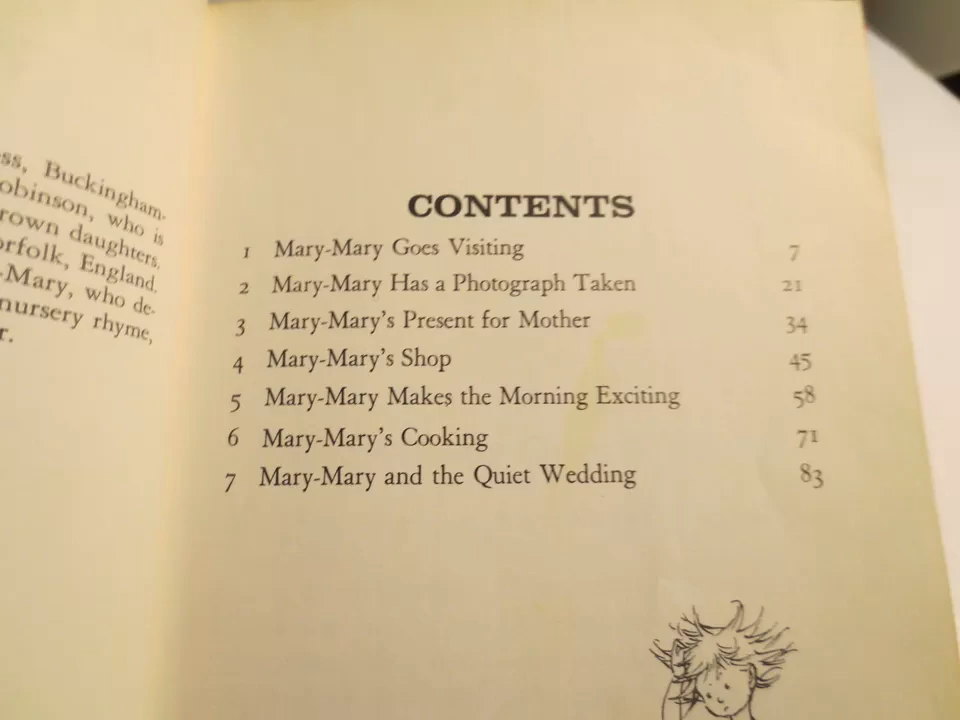 ss, Buckingham-
obinson, who is
rown daughters,
orfolk, England.
-Mary, who de-
nursery rhyme,
r.
CONTENTS
1 Mary-Mary Goes Visiting 7
2 Mary-Mary Has a Photograph Taken 21
3 Mary-Mary's Present for Mother 34
4 Mary-Mary's Shop 45
5 Mary-Mary Makes the Morning Exciting 58
6 Mary-Mary's Cooking 71
7 Mary-Mary and the Quiet Wedding 83